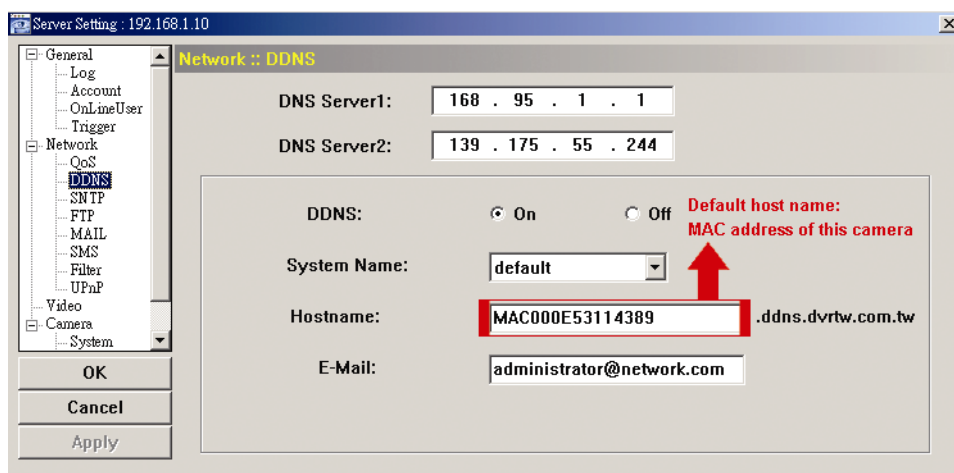 Server Setting : 192.168.1.10
General
Log
Account
OnLineUser
Trigger
Network
QoS
DDNS
SNTP
FTP
MAIL
SMS
Filter
UPnP
Video
Camera
System
OK
Cancel
Apply
Network :: DDNS
DNS Server1: 168 . 95 . 1 . 1
DNS Server2: 139 . 175 . 55 . 244
DDNS: On Off
Default host name:
MAC address of this camera
System Name: default
Hostname: MAC000E53114389 .ddns.dvrtw.com.tw
E-Mail: administrator@network.com